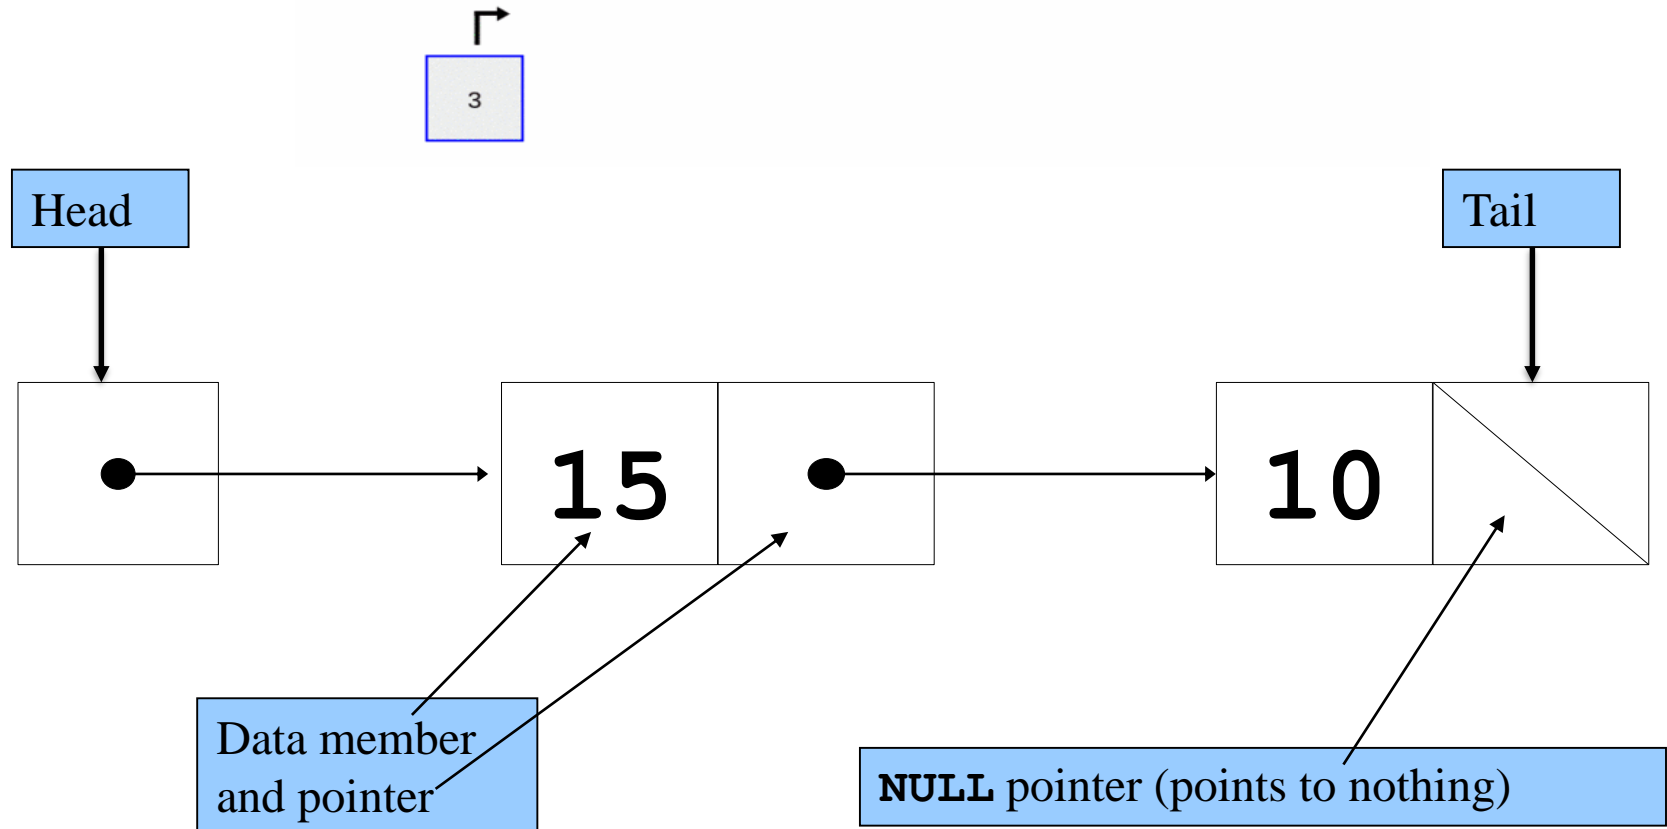 3
Head
Tail
15
10
Data member
and pointer
NULL pointer (points to nothing)